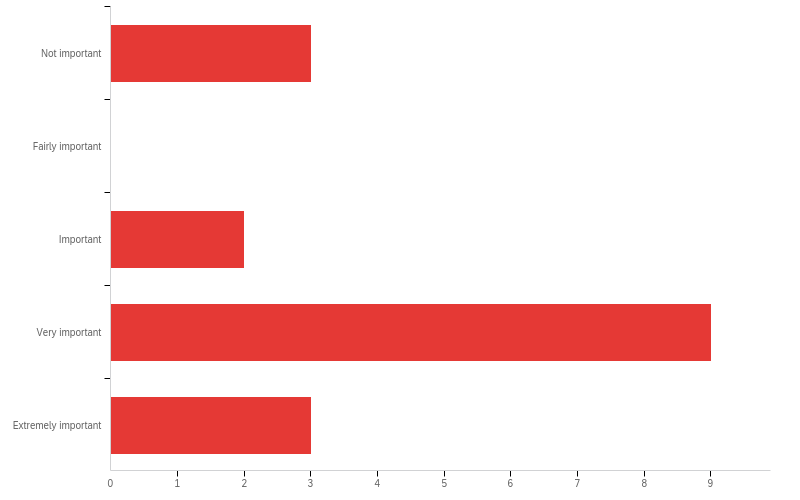 Not important
Fairly important
Important
Very important
Extremely important
0 1 2 3 4 5 6 7 8 9